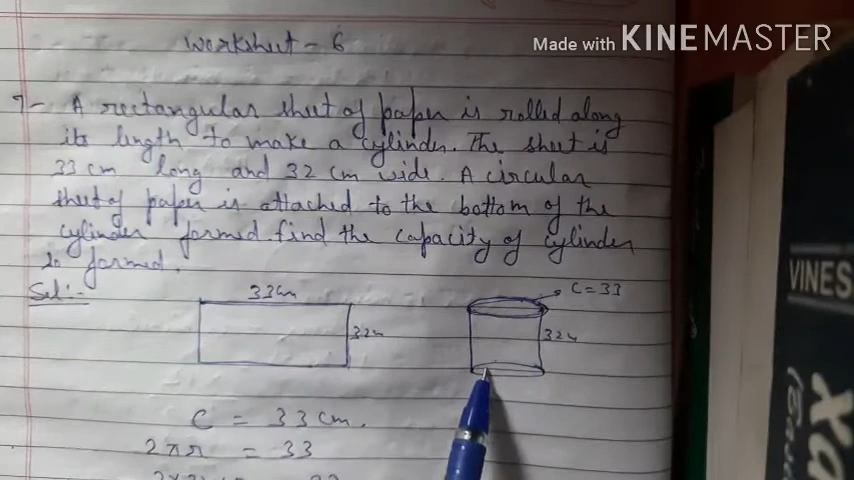 Made with KINEMASTER
Worksheet - 6
7- A rectangular sheet of paper is rolled along
its length to make a cylinder. The sheet is
33 cm long and 32 cm wide. A circular
sheet of paper is attached to the bottom of the
cylinder formed. find the capacity of cylinder
so formed.
Sol:-
33cm
32
C = 33
32
C = 33 cm.
2πr = 33
VINES